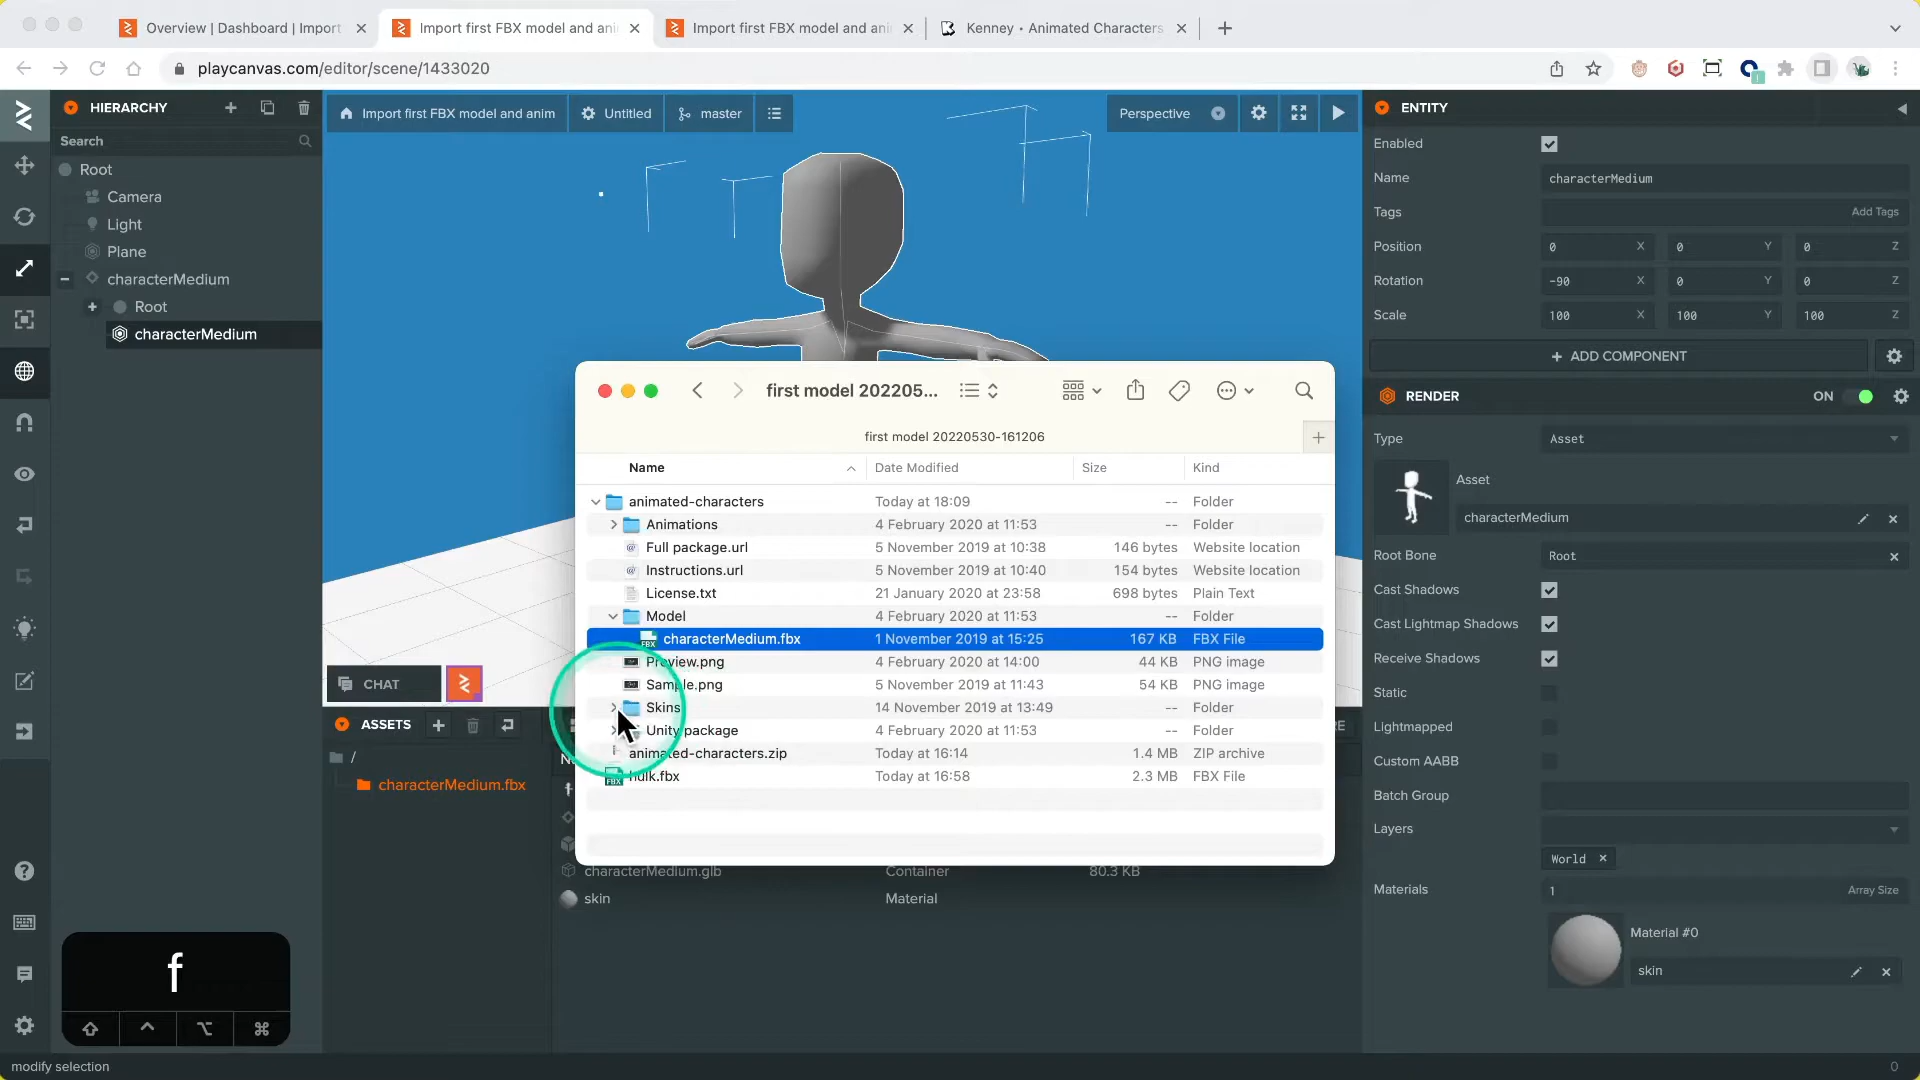 Overview | Dashboard | Import
Import first FBX model and ani
Import first FBX model and ani
Kenney • Animated Characters
playcanvas.com/editor/scene/1433020
HIERARCHY
Search
Root
Camera
Light
Plane
characterMedium
Root
characterMedium
Import first FBX model and anim
Untitled
master
Perspective
ENTITY
Enabled
Name
characterMedium
Tags
Add Tags
Position
0 X 0 Y 0 Z
Rotation
-90 X 0 Y 0 Z
Scale
100 X 100 Y 100 Z
ADD COMPONENT
RENDER
ON
Type
Asset
Asset
characterMedium
Root Bone
Root
Cast Shadows
Cast Lightmap Shadows
Receive Shadows
Static
Lightmapped
Custom AABB
Batch Group
Layers
World
Materials
1
Array Size
Material #0
skin
first model 202205...
first model 20220530-161206
Name Date Modified Size Kind
animated-characters Today at 18:09 -- Folder
Animations 4 February 2020 at 11:53 -- Folder
Full package.url 5 November 2019 at 10:38 146 bytes Website location
Instructions.url 5 November 2019 at 10:40 154 bytes Website location
License.txt 21 January 2020 at 23:58 698 bytes Plain Text
Model 4 February 2020 at 11:53 -- Folder
characterMedium.fbx 1 November 2019 at 15:25 167 KB FBX File
Preview.png 4 February 2020 at 14:00 44 KB PNG image
Sample.png 5 November 2019 at 11:43 54 KB PNG image
Skins 14 November 2019 at 13:49 -- Folder
Unity package 4 February 2020 at 11:53 -- Folder
animated-characters.zip Today at 16:14 1.4 MB ZIP archive
hulk.fbx Today at 16:58 2.3 MB FBX File
CHAT
ASSETS
/
characterMedium.fbx
characterMedium.glb Container 80.3 KB
skin Material
f
modify selection
0